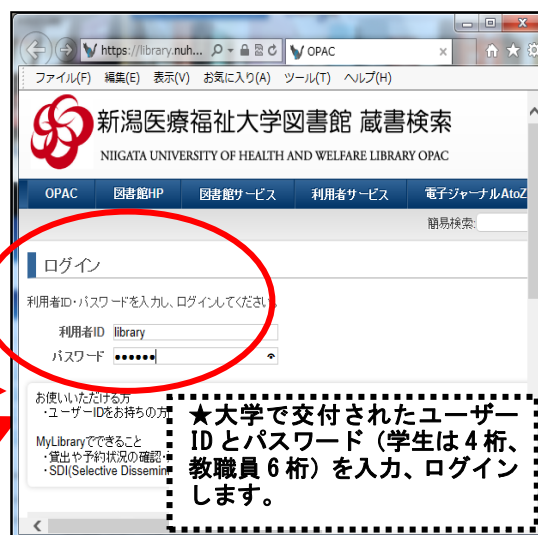 https://library.nuh... OPAC
ファイル(F) 編集(E) 表示(V) お気に入り(A) ツール(T) ヘルプ(H)
新潟医療福祉大学図書館 蔵書検索
NIIGATA UNIVERSITY OF HEALTH AND WELFARE LIBRARY OPAC
OPAC 図書館HP 図書館サービス 利用者サービス 電子ジャーナルAtoZ
簡易検索:
ログイン
利用者ID・パスワードを入力し、ログインしてください
利用者ID library
パスワード ●●●●●●
お使いいただける方
・ユーザーIDをお持ちの方
MyLibraryでできること
・貸出や予約状況の確認・
・SDI(Selective Dissemin
★大学で交付されたユーザー
IDとパスワード（学生は4桁、
教職員6桁）を入力、ログイン
します。